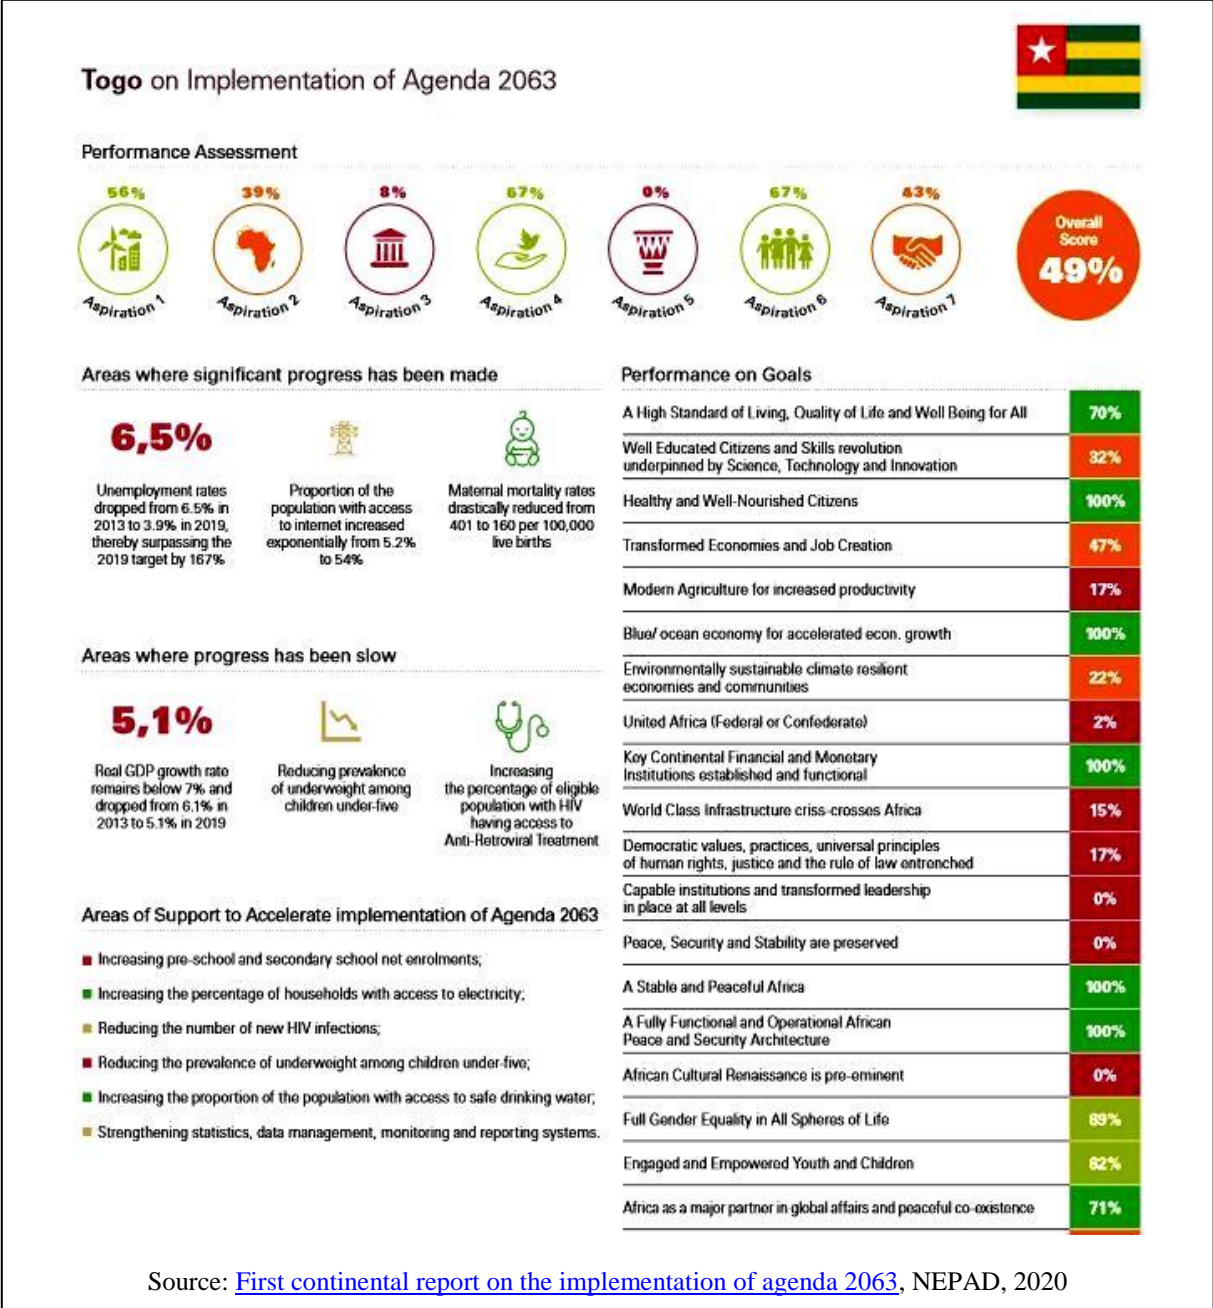 Togo on Implementation of Agenda 2063
Performance Assessment
56%
39%
8%
67%
0%
67%
43%
Aspiration 1
Aspiration 2
Aspiration 3
Aspiration 4
Aspiration 5
Aspiration 6
Aspiration 7
Overall
Score
49%
Areas where significant progress has been made
6,5%
Unemployment rates
dropped from 6.5% in
2013 to 3.9% in 2019,
thereby surpassing the
2019 target by 167%
Proportion of the
population with access
to internet increased
exponentially from 5.2%
to 54%
Maternal mortality rates
drastically reduced from
401 to 160 per 100,000
live births
Areas where progress has been slow
5,1%
Real GDP growth rate
remains below 7% and
dropped from 6.1% in
2013 to 5.1% in 2019
Reducing prevalence
of underweight among
children under-five
Increasing
the percentage of eligible
population with HIV
having access to
Anti-Retroviral Treatment
Areas of Support to Accelerate implementation of Agenda 2063
Increasing pre-school and secondary school net enrolments;
Increasing the percentage of households with access to electricity;
Reducing the number of new HIV infections;
Reducing the prevalence of underweight among children under-five;
Increasing the proportion of the population with access to safe drinking water;
Strengthening statistics, data management, monitoring and reporting systems.
Performance on Goals
A High Standard of Living, Quality of Life and Well Being for All 70%
Well Educated Citizens and Skills revolution
underpinned by Science, Technology and Innovation 32%
Healthy and Well-Nourished Citizens 100%
Transformed Economies and Job Creation 47%
Modern Agriculture for increased productivity 17%
Blue/ ocean economy for accelerated econ. growth 100%
Environmentally sustainable climate resilient
economies and communities 22%
United Africa (Federal or Confederate) 2%
Key Continental Financial and Monetary
Institutions established and functional 100%
World Class Infrastructure criss-crosses Africa 15%
Democratic values, practices, universal principles
of human rights, justice and the rule of law entrenched 17%
Capable institutions and transformed leadership
in place at all levels 0%
Peace, Security and Stability are preserved 0%
A Stable and Peaceful Africa 100%
A Fully Functional and Operational African
Peace and Security Architecture 100%
African Cultural Renaissance is pre-eminent 0%
Full Gender Equality in All Spheres of Life
Engaged and Empowered Youth and Children 62%
Africa as a major partner in global affairs and peaceful co-existence 71%
Source: First continental report on the implementation of agenda 2063, NEPAD, 2020